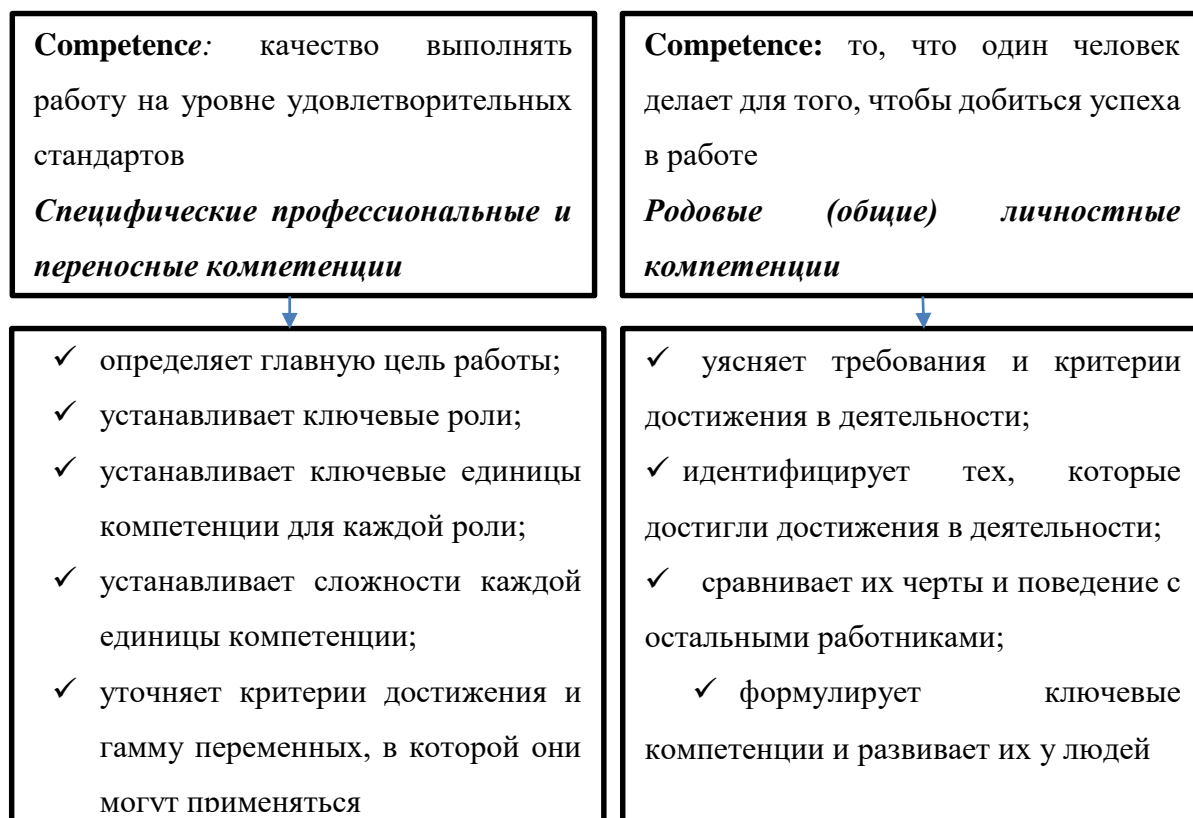 Competence: качество выполнять
работу на уровне удовлетворительных
стандартов
Специфические профессиональные и
переносные компетенции
Competence: то, что один человек
делает для того, чтобы добиться успеха
в работе
Родовые (общие) личностные
компетенции
✓ определяет главную цель работы;
✓ устанавливает ключевые роли;
✓ устанавливает ключевые единицы
компетенции для каждой роли;
✓ устанавливает сложности каждой
единицы компетенции;
✓ уточняет критерии достижения и
гамму переменных, в которой они
могут применяться
✓ уясняет требования и критерии
достижения в деятельности;
✓ идентифицирует тех, которые
достигли достижения в деятельности;
✓ сравнивает их черты и поведение с
остальными работниками;
✓ формулирует ключевые
компетенции и развивает их у людей